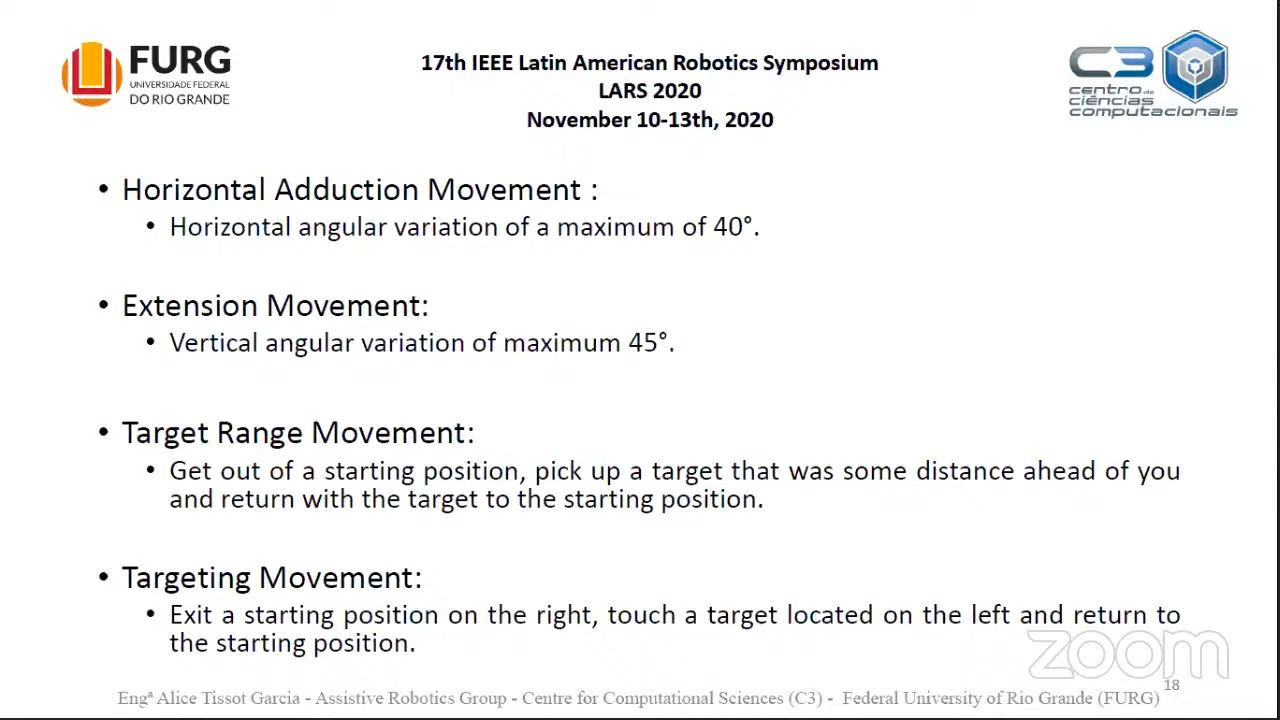 FURG
UNIVERSIDADE FEDERAL
DO RIO GRANDE
17th IEEE Latin American Robotics Symposium
LARS 2020
November 10-13th, 2020
C3
centro de
ciências
computacionais
• Horizontal Adduction Movement :
• Horizontal angular variation of a maximum of 40°.
• Extension Movement:
• Vertical angular variation of maximum 45°.
• Target Range Movement:
• Get out of a starting position, pick up a target that was some distance ahead of you
and return with the target to the starting position.
• Targeting Movement:
• Exit a starting position on the right, touch a target located on the left and return to
the starting position.
zoom
18
Engª Alice Tissot Garcia - Assistive Robotics Group - Centre for Computational Sciences (C3) - Federal University of Rio Grande (FURG)